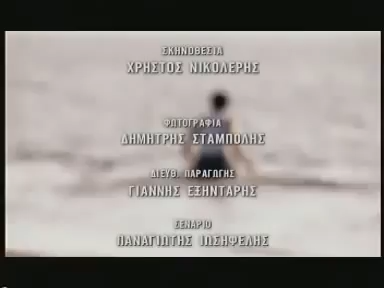 ΣΚΗΝΟΘΕΣΙΑ
ΧΡΗΣΤΟΣ ΝΙΚΟΛΕΡΗΣ
ΦΩΤΟΓΡΑΦΙΑ
ΔΗΜΗΤΡΗΣ ΣΤΑΜΠΟΛΗΣ
ΔΙΕΥΘ. ΠΑΡΑΓΩΓΗΣ
ΓΙΑΝΝΗΣ ΕΞΗΝΤΑΡΗΣ
ΣΕΝΑΡΙΟ
ΠΑΝΑΓΙΩΤΗΣ ΙΩΣΗΦΕΛΗΣ